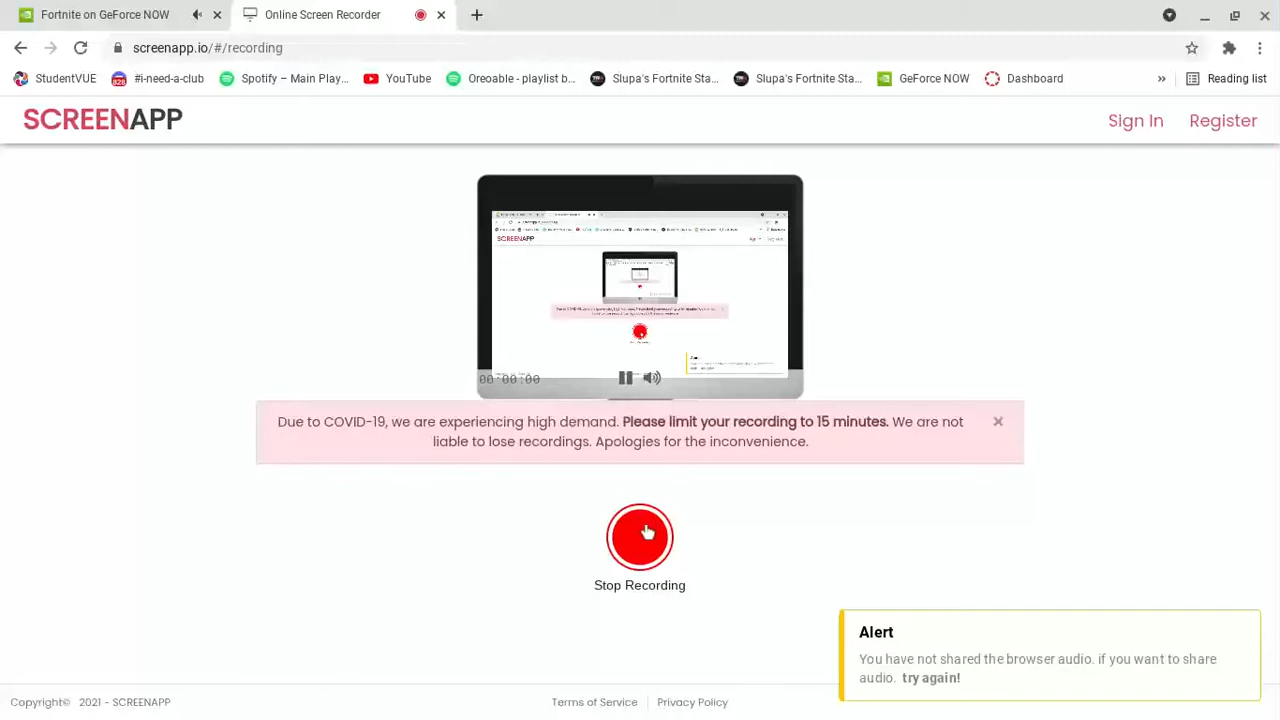 Fortnite on GeForce NOW
Online Screen Recorder
screenapp.io/#/recording
StudentVUE
#i-need-a-club
Spotify – Main Play...
YouTube
Oreoable - playlist b...
Slupa's Fortnite Sta...
Slupa's Fortnite Sta...
GeForce NOW
Dashboard
»
Reading list
SCREENAPP
Sign In
Register
SCREENAPP
00:00:00
Due to COVID-19, we are experiencing high demand. Please limit your recording to 15 minutes. We are not
liable to lose recordings. Apologies for the inconvenience.
Stop Recording
Alert
You have not shared the browser audio. if you want to share
audio. try again!
Copyright© 2021 - SCREENAPP
Terms of Service
Privacy Policy